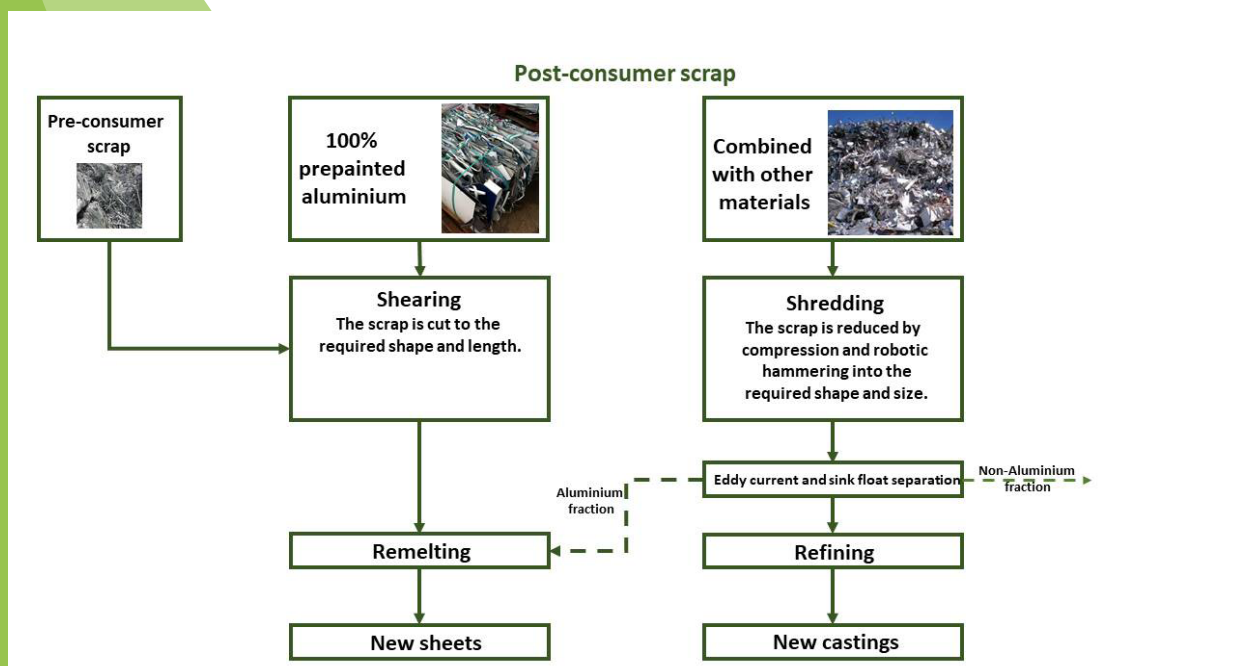 Post-consumer scrap
Pre-consumer
scrap
100%
prepainted
aluminium
Combined
with other
materials
Shearing
The scrap is cut to the
required shape and length.
Shredding
The scrap is reduced by
compression and robotic
hammering into the
required shape and size.
Eddy current and sink float separation
Non-Aluminium
fraction
Aluminium
fraction
Remelting
Refining
New sheets
New castings